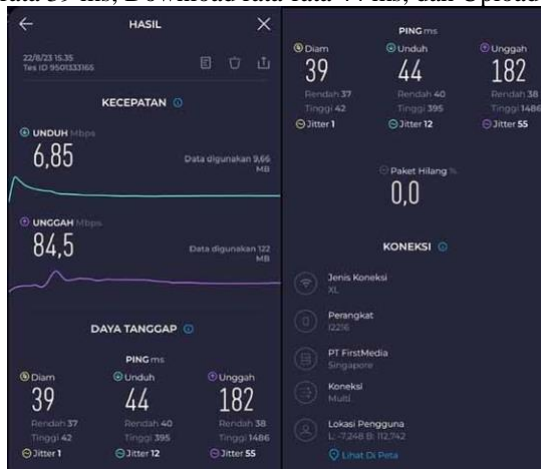 HASIL
22/8/23 15.35
Tes ID 9501333165
KECEPATAN
UNDUH Mbps
6,85
Data digunakan 9,66
MB
UNGGAH Mbps
84,5
Data digunakan 122
MB
DAYA TANGGAP
PING ms
Diam Unduh Unggah
39 44 182
Rendah 37 Rendah 40 Rendah 38
Tinggi 42 Tinggi 395 Tinggi 1486
Jitter 1 Jitter 12 Jitter 55
PING ms
Diam Unduh Unggah
39 44 182
Rendah 37 Rendah 40 Rendah 38
Tinggi 42 Tinggi 395 Tinggi 1486
Jitter 1 Jitter 12 Jitter 55
Paket Hilang %
0,0
KONEKSI
Jenis Koneksi
XL
Perangkat
I2216
PT FirstMedia
Singapore
Koneksi
Multi
Lokasi Pengguna
L: -7,248 B: 112,742
Lihat Di Peta